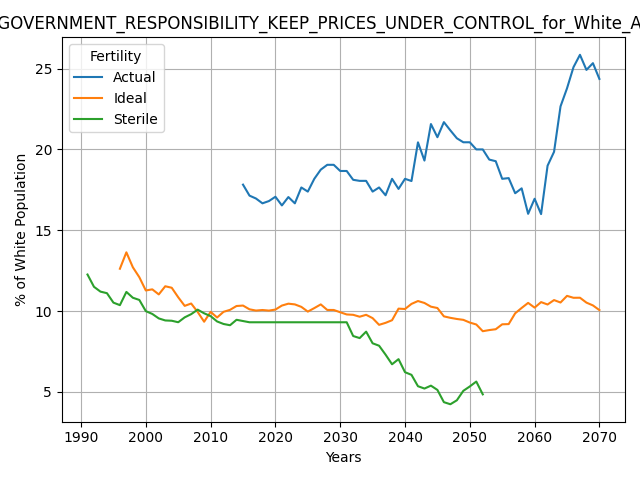 GOVERNMENT_RESPONSIBILITY_KEEP_PRICES_UNDER_CONTROL_for_White_A
Fertility
Actual
Ideal
Sterile
25
20
15
10
5
% of White Population
1990 2000 2010 2020 2030 2040 2050 2060 2070
Years